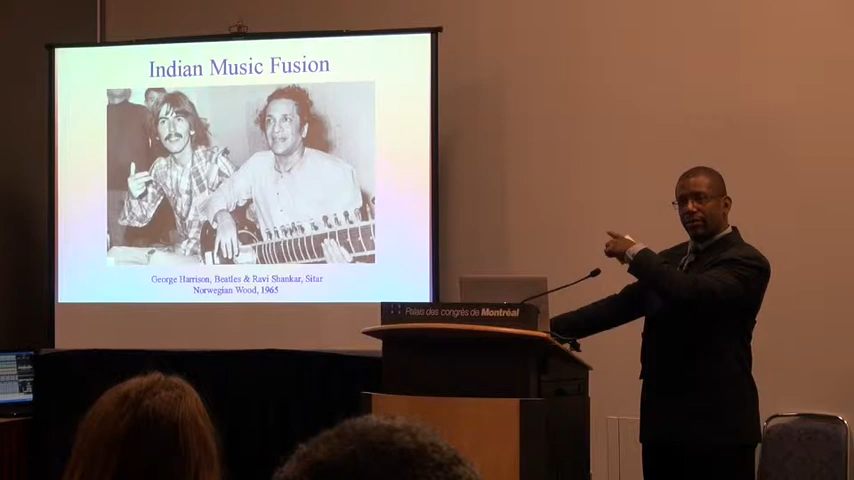 Indian Music Fusion
George Harrison, Beatles & Ravi Shankar, Sitar
Norwegian Wood, 1965
Palais des congrès de Montréal